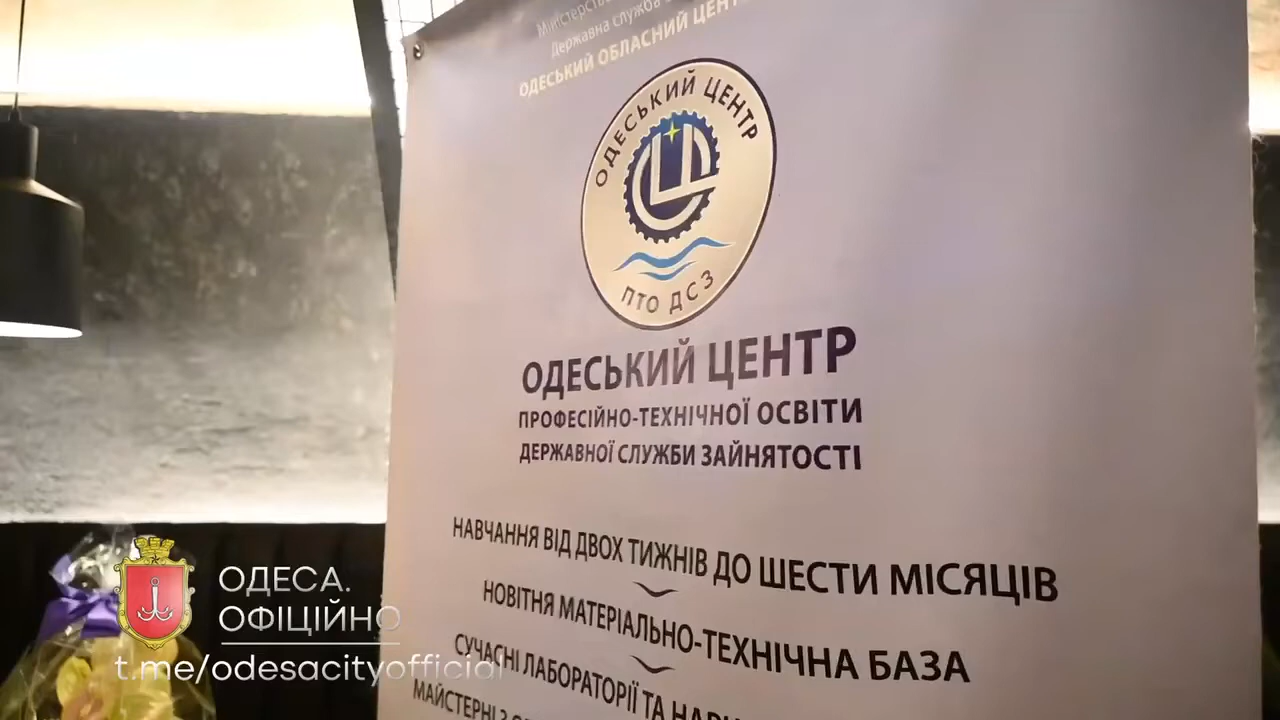 Державна служба
ОДЕСЬКИЙ ОБЛАСНИЙ ЦЕНТР
ОДЕСЬКИЙ ЦЕНТР
ПТО ДСЗ
ОДЕСЬКИЙ ЦЕНТР
ПРОФЕСІЙНО-ТЕХНІЧНОЇ ОСВІТИ
ДЕРЖАВНОЇ СЛУЖБИ ЗАЙНЯТОСТІ
НАВЧАННЯ ВІД ДВОХ ТИЖНІВ ДО ШЕСТИ МІСЯЦІВ
НОВІТНЯ МАТЕРІАЛЬНО-ТЕХНІЧНА БАЗА
СУЧАСНІ ЛАБОРАТОРІЇ ТА
МАЙСТЕРНІ З
ОДЕСА.
ОФІЦІЙНО
t.me/odesacityofficial